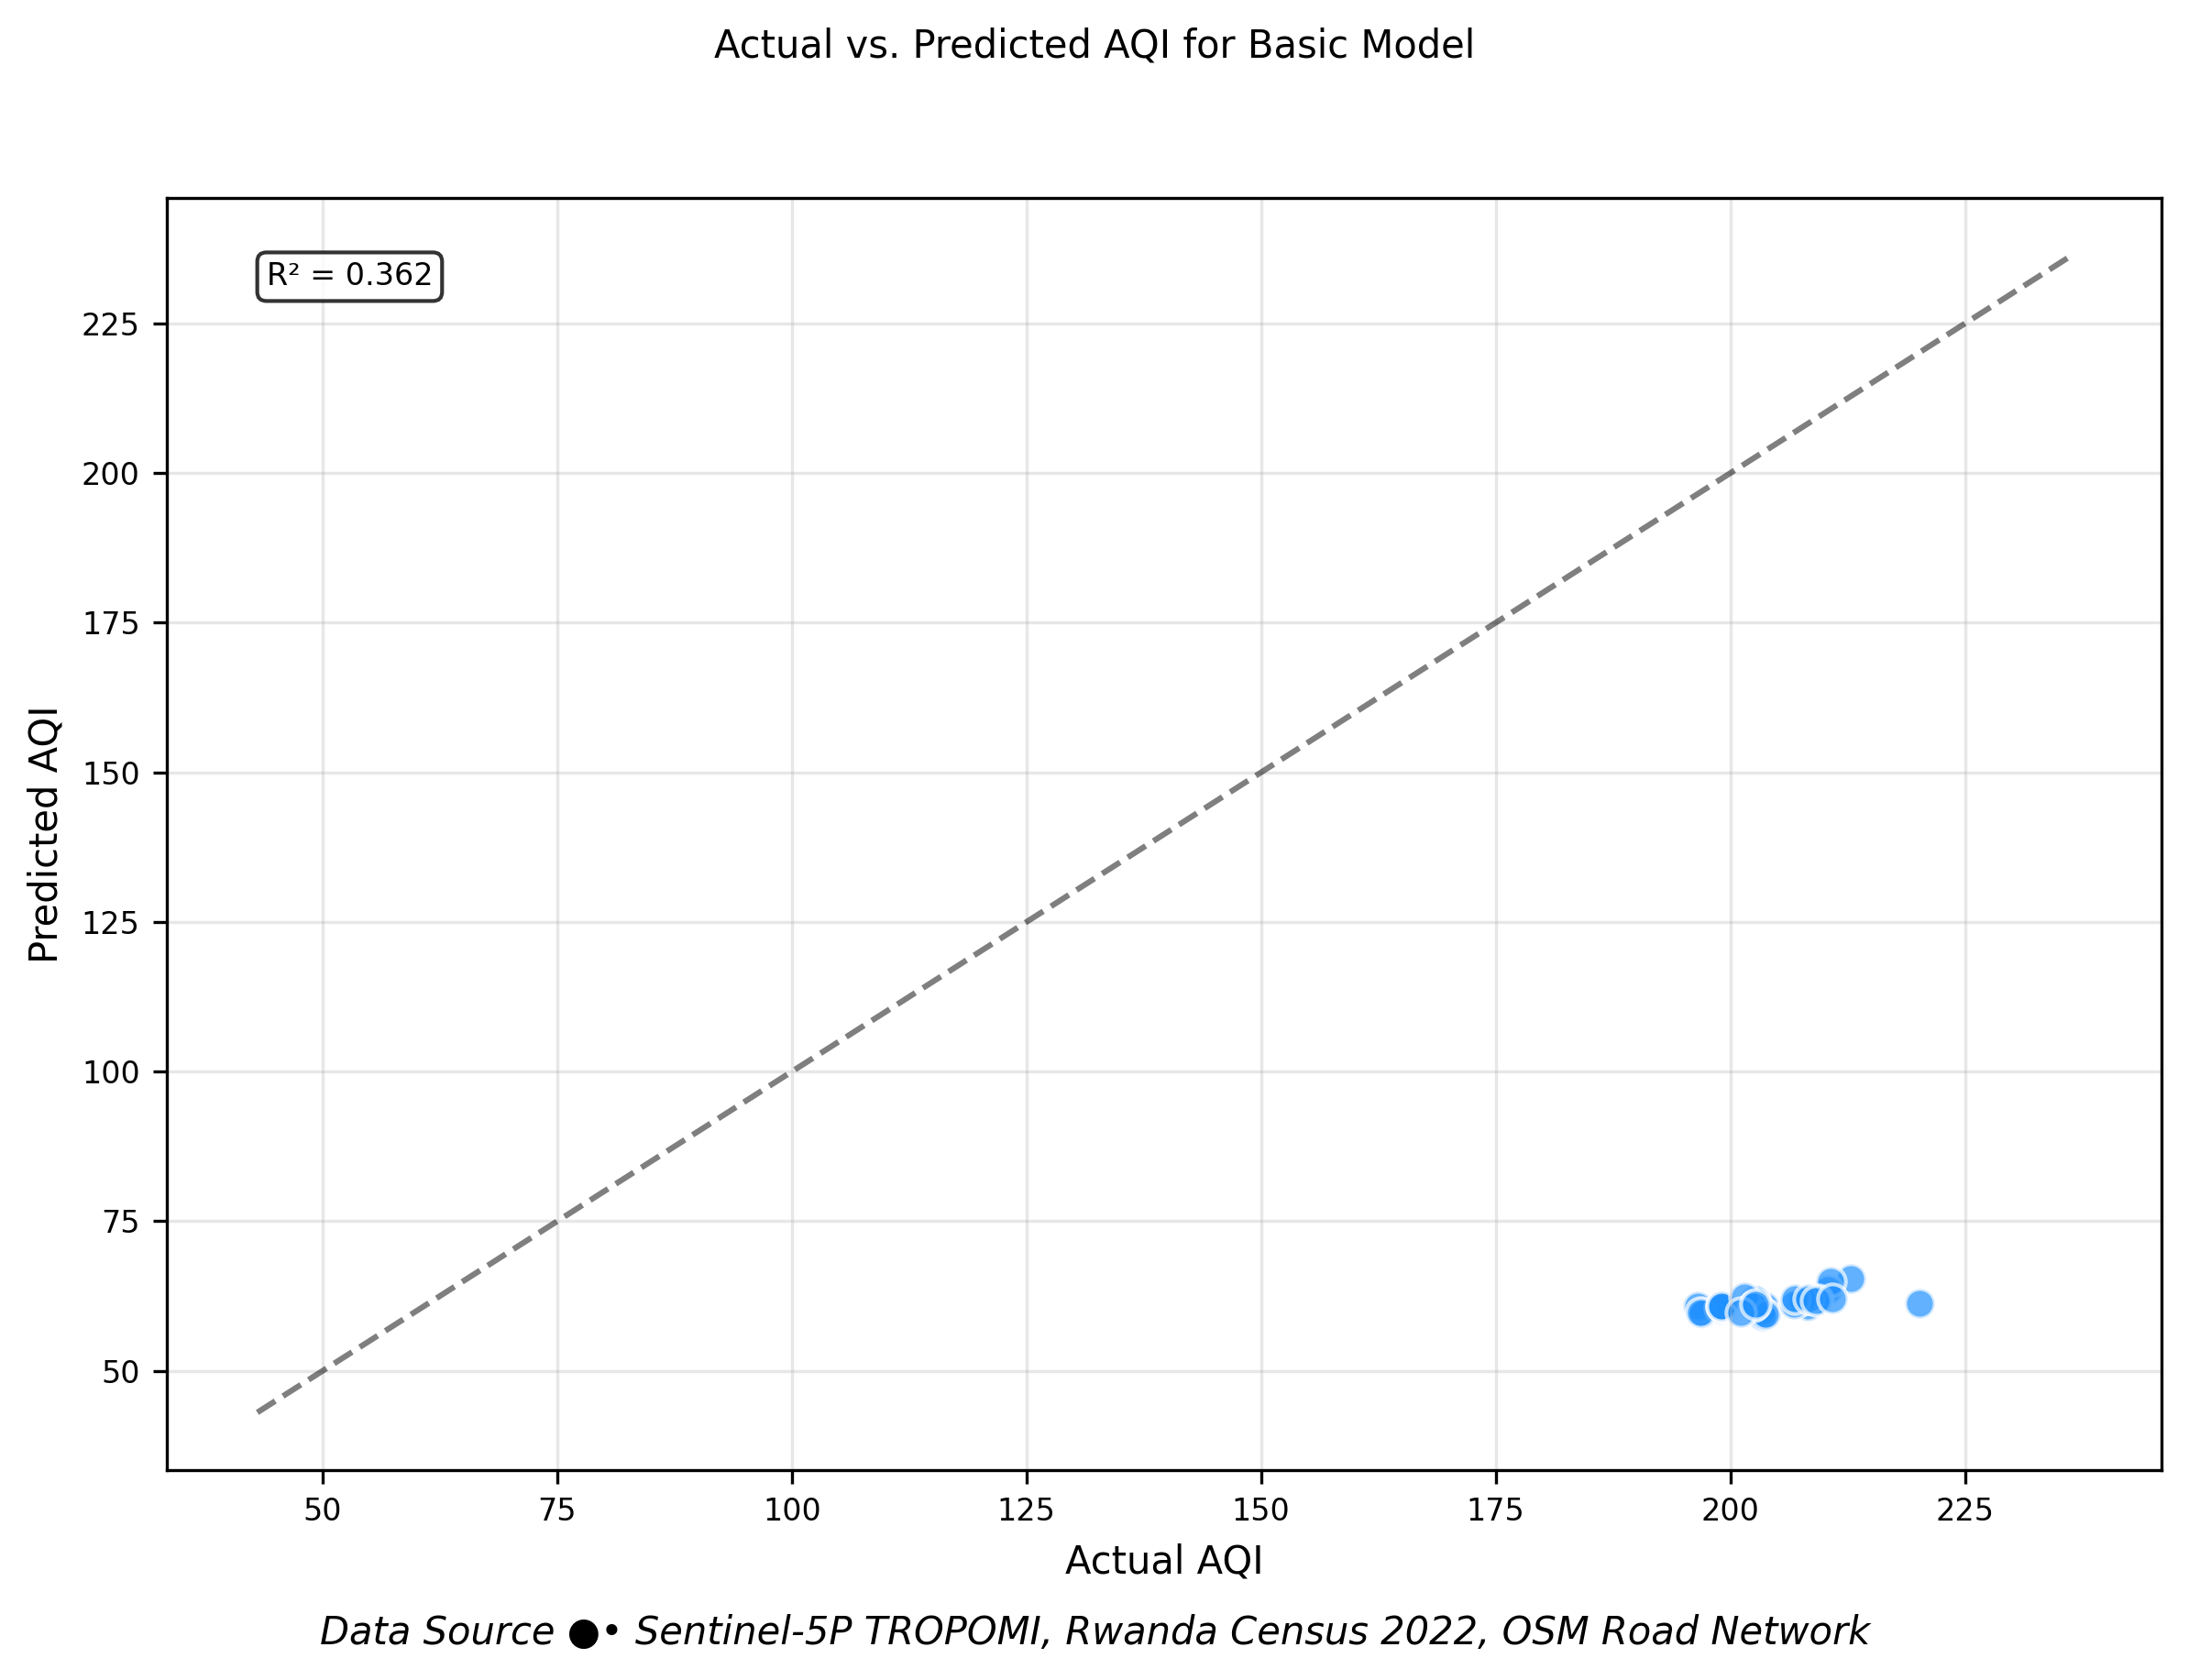 Actual vs. Predicted AQI for Basic Model
R² = 0.362
225
200
175
150
125
100
75
50
Predicted AQI
50 75 100 125 150 175 200 225
Actual AQI
Data Source ●• Sentinel-5P TROPOMI, Rwanda Census 2022, OSM Road Network